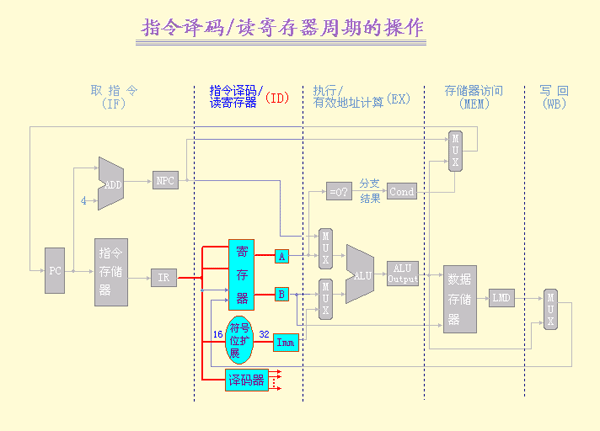 指令译码/读寄存器周期的操作
取 指 令
(IF)
指令译码/
读寄存器 (ID)
执行/
有效地址计算(EX)
存储器访问
(MEM)
写 回
(WB)
M
U
X
ADD
4
NPC
=0?
分支
结果
Cond
PC
指令
存储
器
IR
寄
存
器
A
B
M
U
X
M
U
X
ALU
ALU
Output
数据
存储
器
LMD
M
U
X
16
符号
位扩
展
32
Imm
译码器